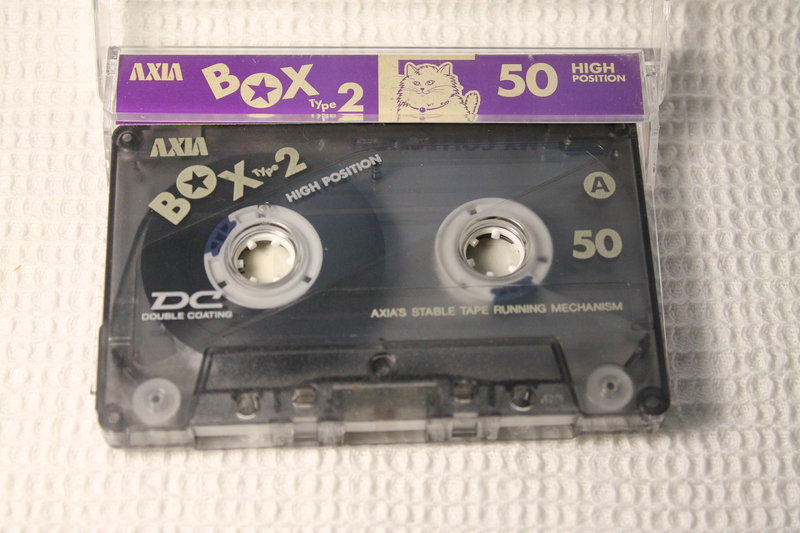 AXIA
BOX
Type 2
50
HIGH
POSITION
AXIA
BOX Type 2
HIGH POSITION
A
50
DC
DOUBLE COATING
AXIA'S STABLE TAPE RUNNING MECHANISM